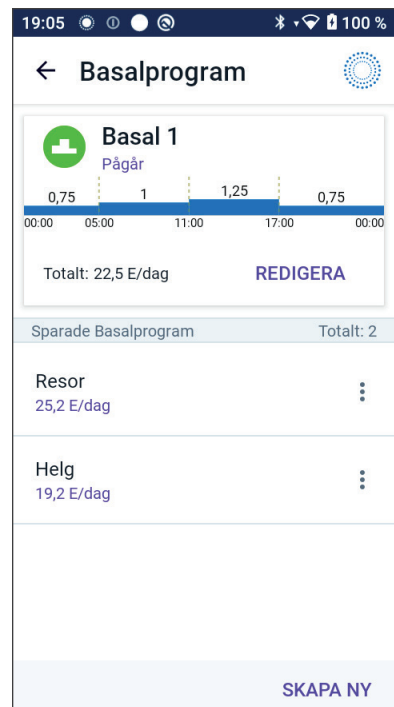 19:05 100 %
Basalprogram
Basal 1
Pågår
0,75 1 1,25 0,75
00:00 05:00 11:00 17:00 00:00
Totalt: 22,5 E/dag REDIGERA
Sparade Basalprogram Totalt: 2
Resor
25,2 E/dag
Helg
19,2 E/dag
SKAPA NY